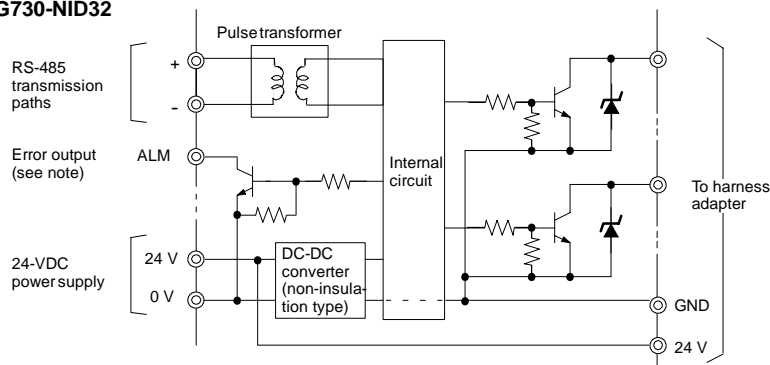 G730-NID32
Pulse transformer
RS-485
transmission
paths
+
-
Error output
(see note)
ALM
Internal
circuit
To harness
adapter
24-VDC
power supply
24 V
0 V
DC-DC
converter
(non-insula-
tion type)
GND
24 V